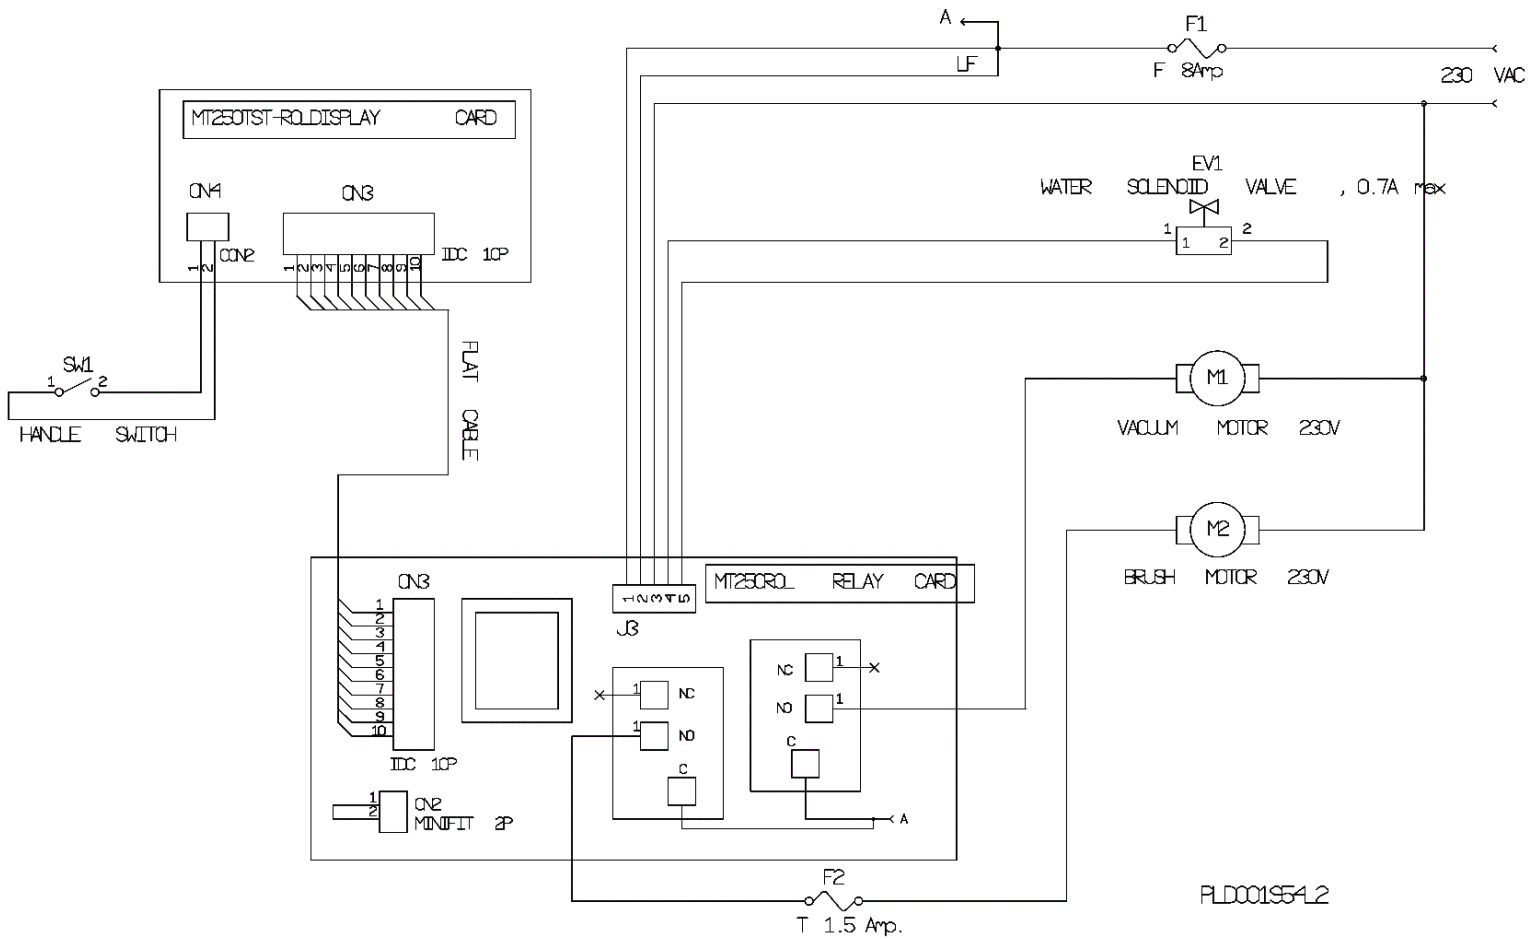 A
F1
LF
F 8Amp
230 VAC
MT250TST-ROLDISPLAY CARD
EV1
WATER SOLENOID VALVE , 0.7A max
CN4
CN3
1 1 2 2
CON2
IDC 10P
1 2
1 2 3 4 5 6 7 8 9 10
FLAT CABLE
SW1
1 2
HANDLE SWITCH
M1
VACUUM MOTOR 230V
M2
BRUSH MOTOR 230V
CN3
MT250ROL RELAY CARD
1 2 3 4 5
J3
1
2
3
4
5
6
7
8
9
10
IDC 10P
1 NC
1 NO
C
NC 1
NO 1
C
A
1
2
CN2
MINIFIT 2P
F2
T 1.5 Amp.
PLD001954L2